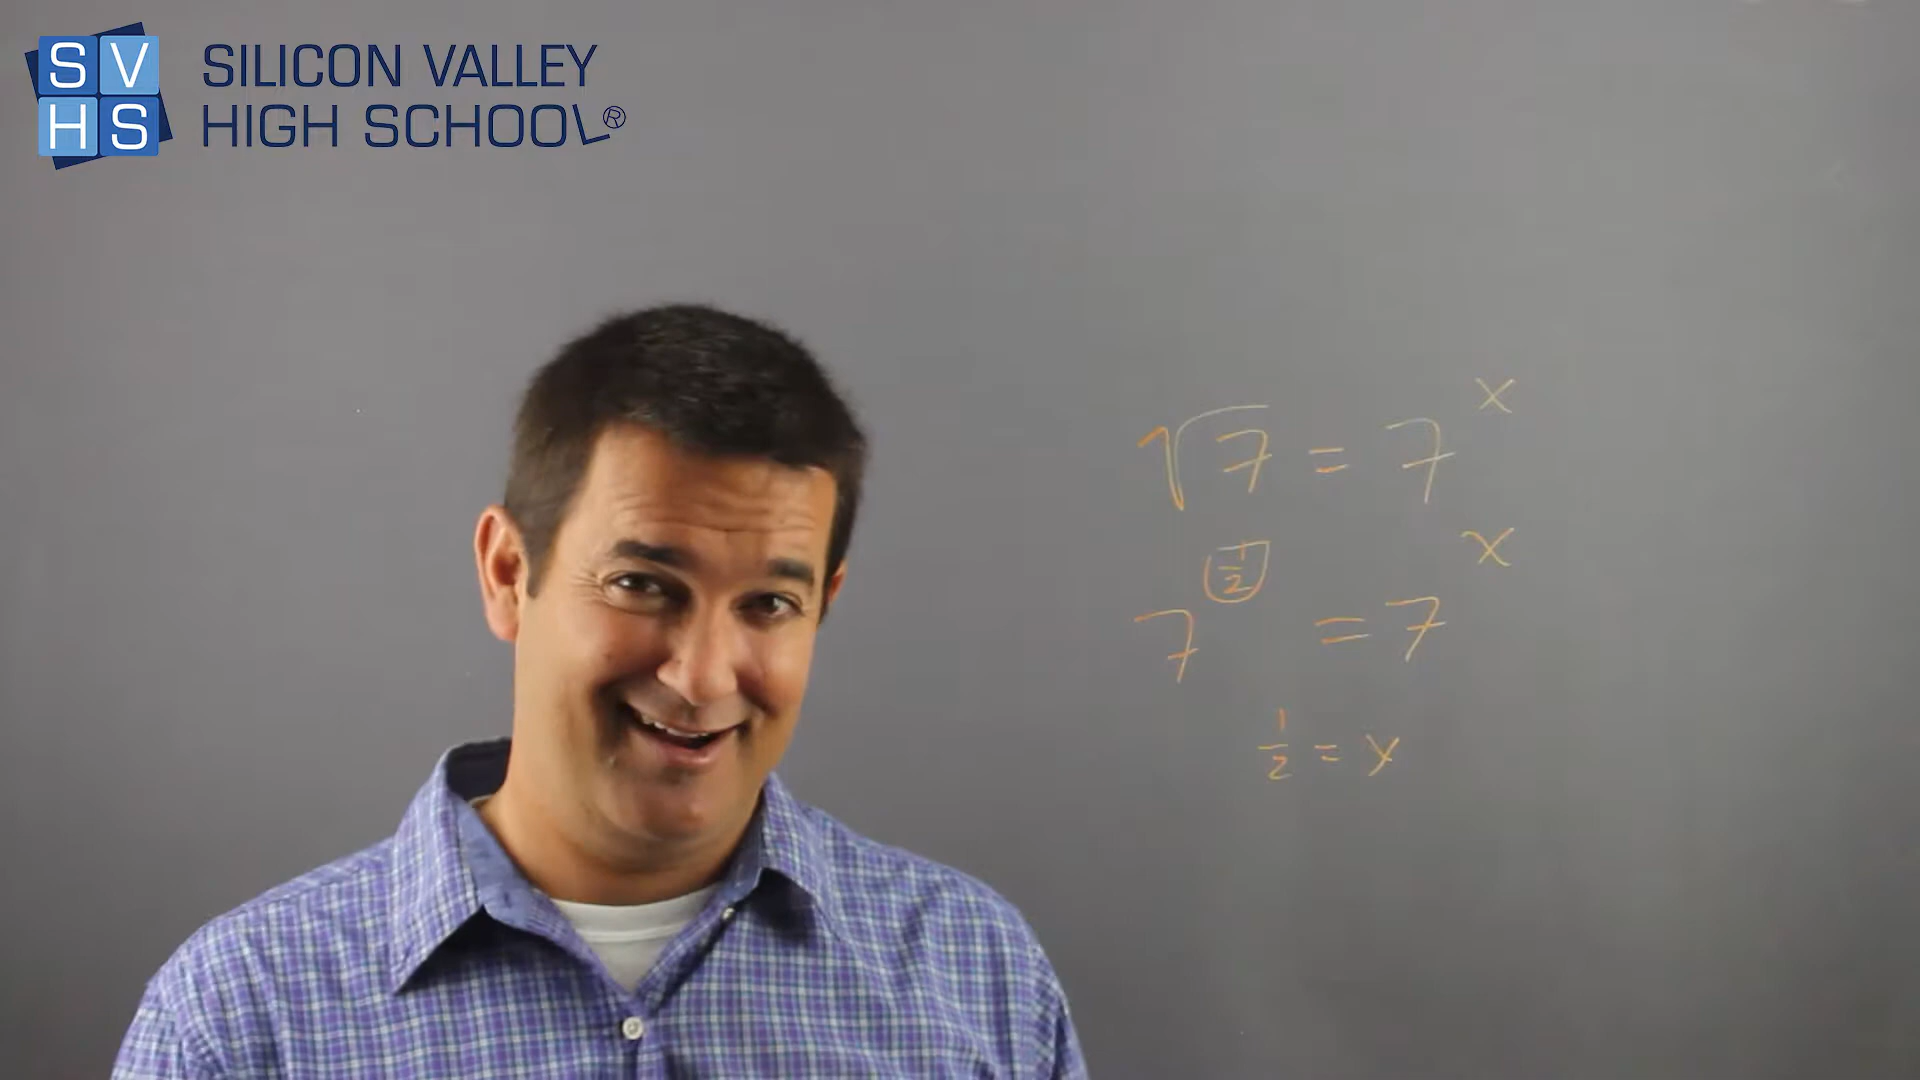 SV
HS
SILICON VALLEY
HIGH SCHOOL®
√7 = 7^x
7^(1/2) = 7^x
1/2 = x